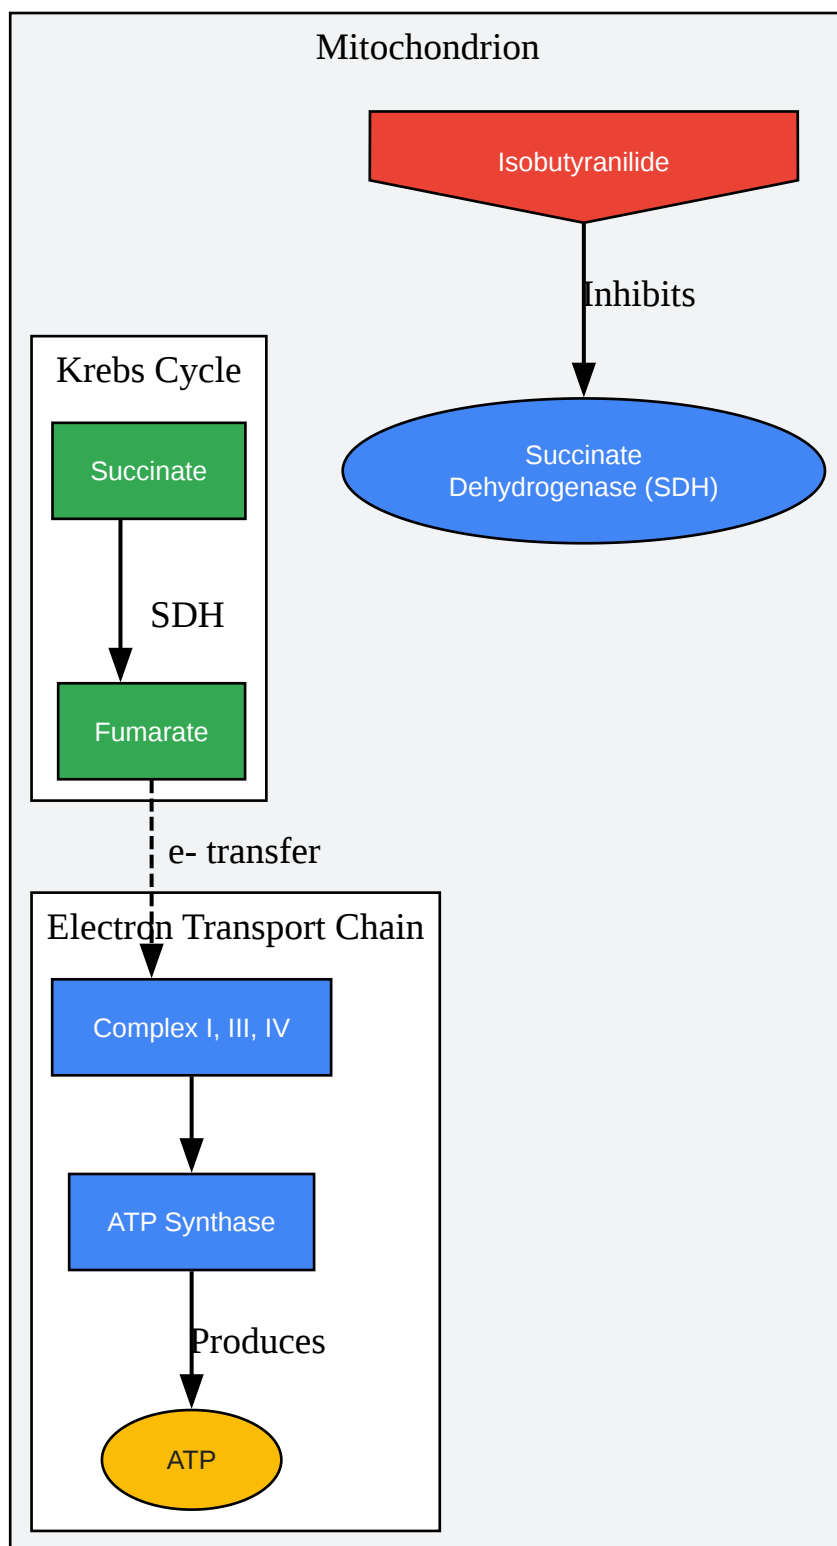 Mitochondrion
Isobutyranilide
Inhibits
Krebs Cycle
Succinate
Succinate
Dehydrogenase (SDH)
SDH
Fumarate
e- transfer
Electron Transport Chain
Complex I, III, IV
ATP Synthase
Produces
ATP